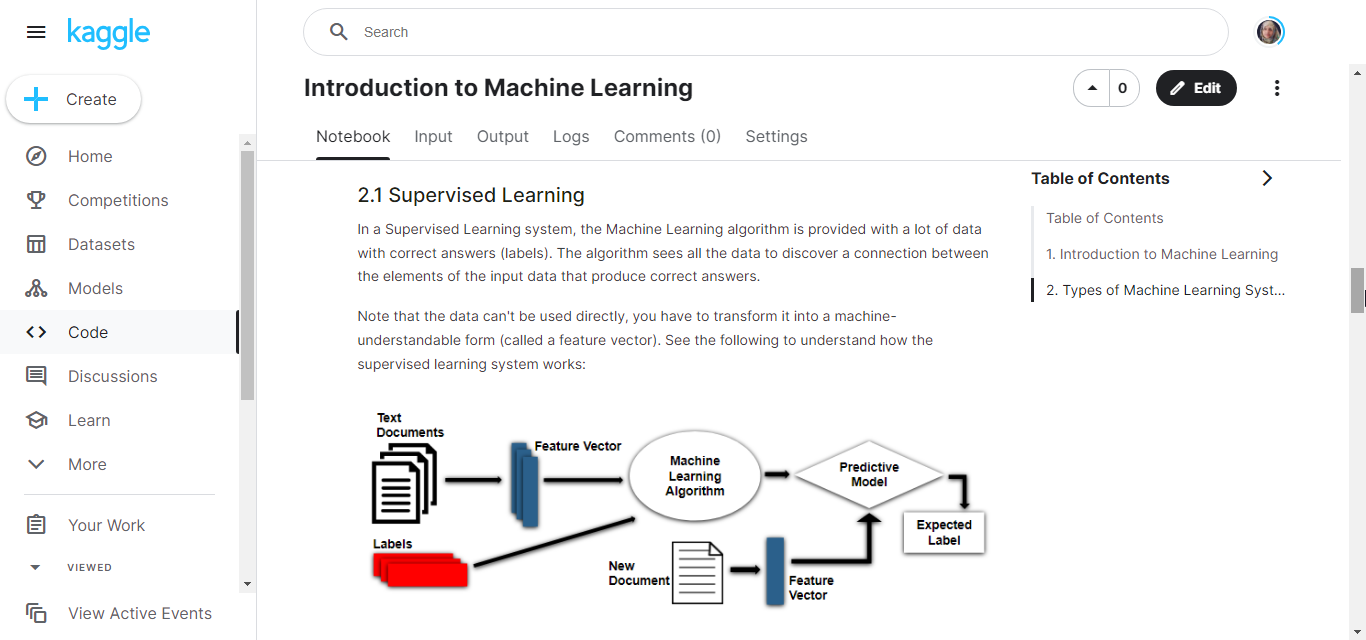 kaggle
Search
Create
Home
Competitions
Datasets
Models
Code
Discussions
Learn
More
Your Work
VIEWED
View Active Events
Introduction to Machine Learning
0
Edit
Notebook Input Output Logs Comments (0) Settings
2.1 Supervised Learning
In a Supervised Learning system, the Machine Learning algorithm is provided with a lot of data
with correct answers (labels). The algorithm sees all the data to discover a connection between
the elements of the input data that produce correct answers.
Note that the data can't be used directly, you have to transform it into a machine-
understandable form (called a feature vector). See the following to understand how the
supervised learning system works:
Text
Documents
Feature Vector
Machine
Learning
Algorithm
Predictive
Model
Expected
Label
Labels
New
Document
Feature
Vector
Table of Contents
Table of Contents
1. Introduction to Machine Learning
2. Types of Machine Learning Syst...